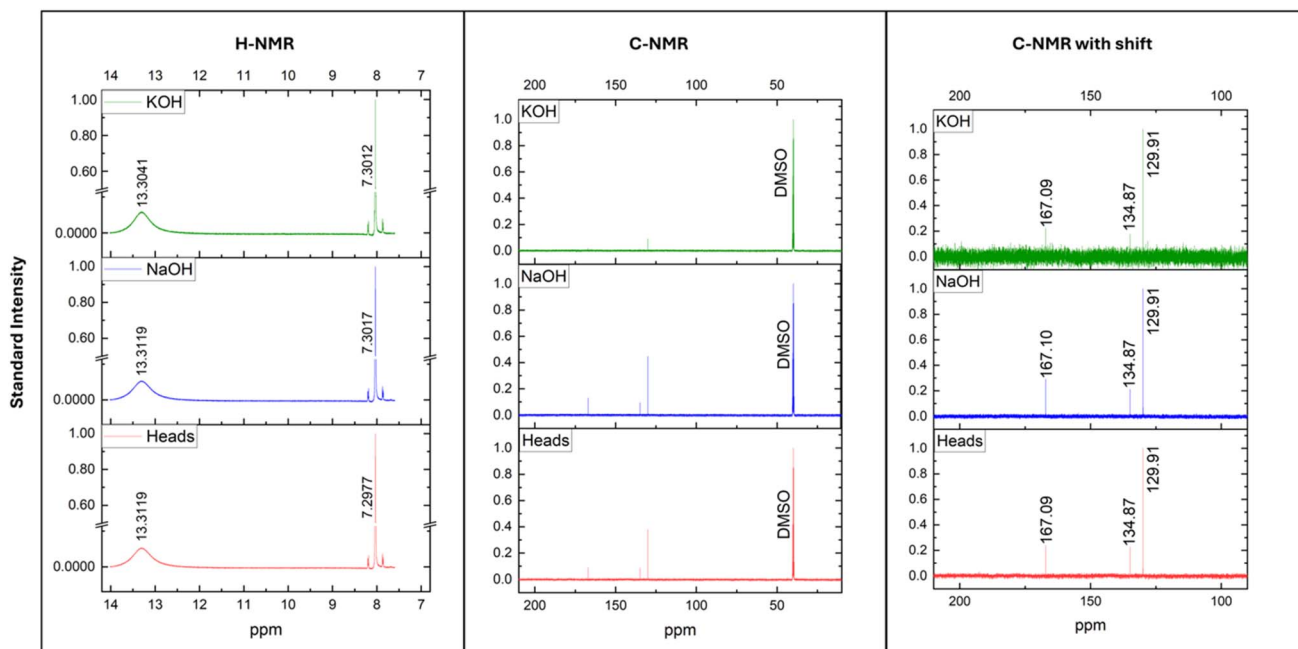 Standard Intensity
H-NMR
14 13 12 11 10 9 8 7
KOH
1.00
0.80
0.60
0.0000
13.3041
7.3012
NaOH
1.00
0.80
0.60
0.0000
13.3119
7.3017
Heads
1.00
0.80
0.60
0.0000
13.3119
7.2977
14 13 12 11 10 9 8 7
ppm
C-NMR
200 150 100 50
KOH
1.0
0.8
0.6
0.4
0.2
0.0
DMSO
NaOH
1.0
0.8
0.6
0.4
0.2
0.0
DMSO
Heads
1.0
0.8
0.6
0.4
0.2
0.0
DMSO
200 150 100 50
ppm
C-NMR with shift
200 150 100
KOH
1.0
0.8
0.6
0.4
0.2
0.0
167.09
134.87
129.91
NaOH
1.0
0.8
0.6
0.4
0.2
0.0
167.10
134.87
129.91
Heads
1.0
0.8
0.6
0.4
0.2
0.0
167.09
134.87
129.91
200 150 100
ppm